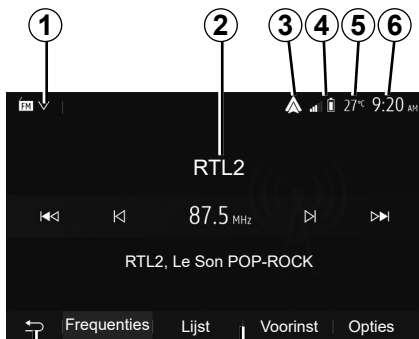 1 2 3 4 5 6
FM 27°C 9:20 AM
RTL2
87.5 MHz
RTL2, Le Son POP-ROCK
Frequenties Lijst Voorinst Opties